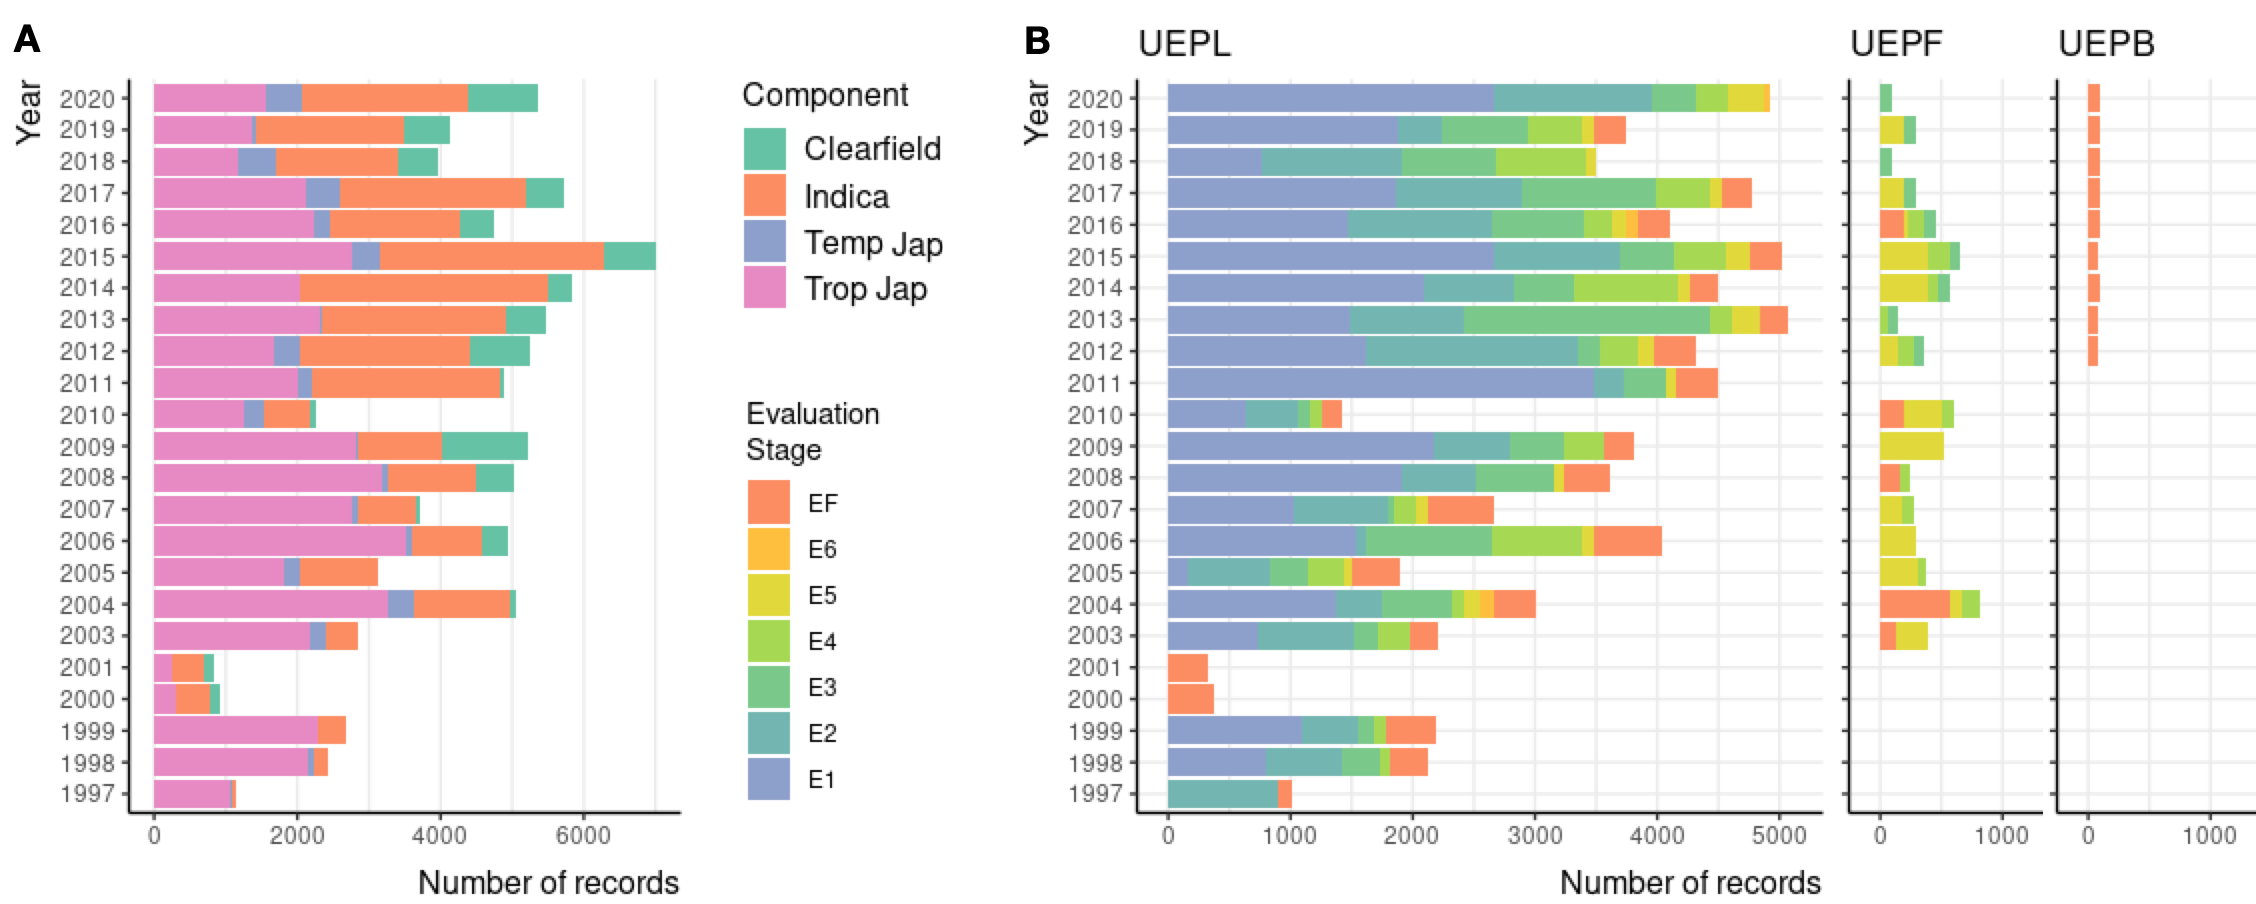 A
Year
2020
2019
2018
2017
2016
2015
2014
2013
2012
2011
2010
2009
2008
2007
2006
2005
2004
2003
2001
2000
1999
1998
1997
0 2000 4000 6000
Number of records
Component
Clearfield
Indica
Temp Jap
Trop Jap
Evaluation
Stage
EF
E6
E5
E4
E3
E2
E1
B
UEPL UEPF UEPB
Year
2020
2019
2018
2017
2016
2015
2014
2013
2012
2011
2010
2009
2008
2007
2006
2005
2004
2003
2001
2000
1999
1998
1997
0 1000 2000 3000 4000 5000 0 1000 0 1000
Number of records